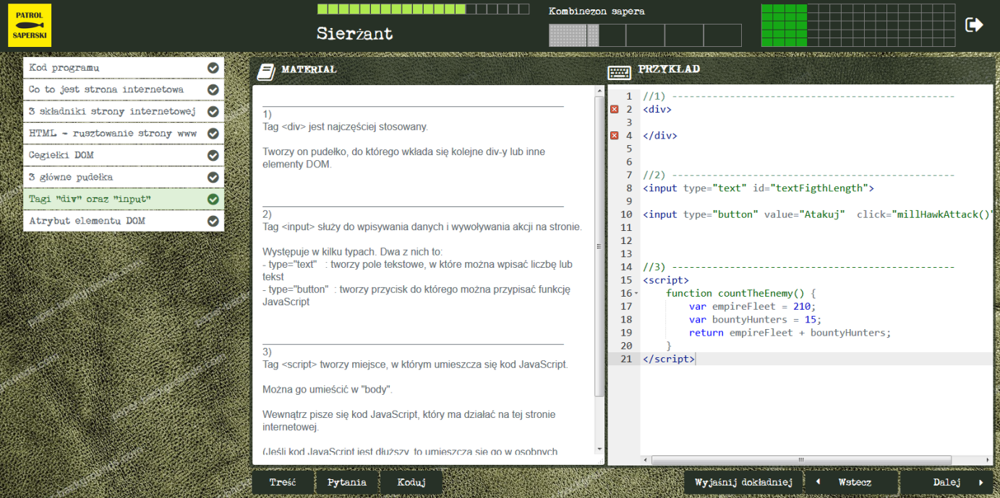 PATROL
SAPERSKI
Sierżant
Kombinezon sapera
Kod programu
Co to jest strona internetowa
3 składniki strony internetowej
HTML - rusztowanie strony www
Cegiełki DOM
3 główne pudełka
Tagi "div" oraz "input"
Atrybut elementu DOM
MATERIAŁ
1)
Tag <div> jest najczęściej stosowany.
Tworzy on pudełko, do którego wkłada się kolejne div-y lub inne
elementy DOM.
2)
Tag <input> służy do wpisywania danych i wywoływania akcji na stronie.
Występuje w kilku typach. Dwa z nich to:
- type="text" : tworzy pole tekstowe, w które można wpisać liczbę lub
tekst
- type="button" : tworzy przycisk do którego można przypisać funkcję
JavaScript
3)
Tag <script> tworzy miejsce, w którym umieszcza się kod JavaScript.
Można go umieścić w "body".
Wewnątrz pisze się kod JavaScript, który ma działać na tej stronie
internetowej.
(Jeśli kod JavaScript jest dłuższy, to umieszcza się go w osobnych
PRZYKŁAD
1 //1) -------------------------------------------------
2 <div>
3
4 </div>
5
6
7 //2) -------------------------------------------------
8 <input type="text" id="textFigthLength">
9
10 <input type="button" value="Atakuj"  click="millHawkAttack()"
11
12
13
14 //3) -------------------------------------------------
15 <script>
16     function countTheEnemy() {
17         var empireFleet = 210;
18         var bountyHunters = 15;
19         return empireFleet + bountyHunters;
20     }
21 </script>
Treść
Pytania
Koduj
Wyjaśnij dokładniej
Wstecz
Dalej